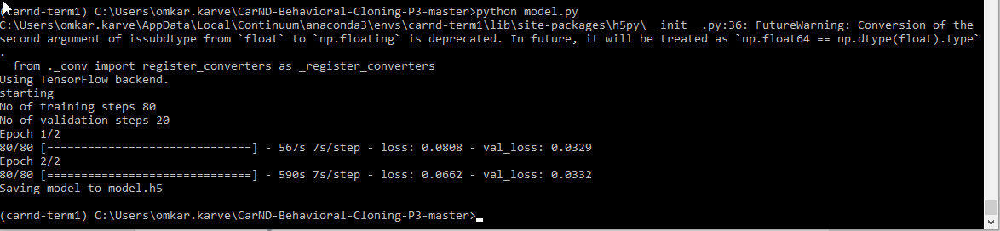 (carnd-term1) C:\Users\omkar.karve\CarND-Behavioral-Cloning-P3-master>python model.py
C:\Users\omkar.karve\AppData\Local\Continuum\anaconda3\envs\carnd-term1\lib\site-packages\h5py\__init__.py:36: FutureWarning: Conversion of the
second argument of issubdtype from `float` to `np.floating` is deprecated. In future, it will be treated as `np.float64 == np.dtype(float).type`
.
  from ._conv import register_converters as _register_converters
Using TensorFlow backend.
starting
No of training steps 80
No of validation steps 20
Epoch 1/2
80/80 [==============================] - 567s 7s/step - loss: 0.0808 - val_loss: 0.0329
Epoch 2/2
80/80 [==============================] - 590s 7s/step - loss: 0.0662 - val_loss: 0.0332
Saving model to model.h5
(carnd-term1) C:\Users\omkar.karve\CarND-Behavioral-Cloning-P3-master>